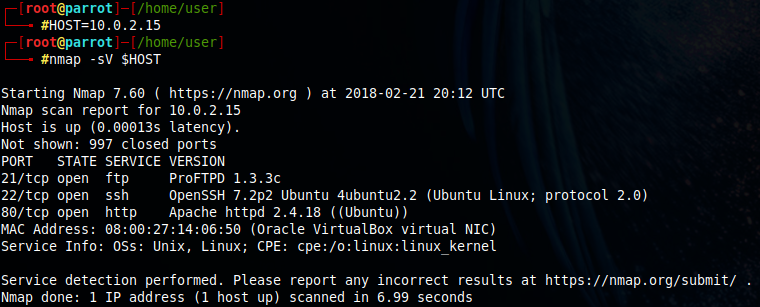 ┌─[root@parrot]─[/home/user]
└──╼ #HOST=10.0.2.15
┌─[root@parrot]─[/home/user]
└──╼ #nmap -sV $HOST

Starting Nmap 7.60 ( https://nmap.org ) at 2018-02-21 20:12 UTC
Nmap scan report for 10.0.2.15
Host is up (0.00013s latency).
Not shown: 997 closed ports
PORT   STATE SERVICE VERSION
21/tcp open  ftp     ProFTPD 1.3.3c
22/tcp open  ssh     OpenSSH 7.2p2 Ubuntu 4ubuntu2.2 (Ubuntu Linux; protocol 2.0)
80/tcp open  http    Apache httpd 2.4.18 ((Ubuntu))
MAC Address: 08:00:27:14:06:50 (Oracle VirtualBox virtual NIC)
Service Info: OSs: Unix, Linux; CPE: cpe:/o:linux:linux_kernel

Service detection performed. Please report any incorrect results at https://nmap.org/submit/ .
Nmap done: 1 IP address (1 host up) scanned in 6.99 seconds